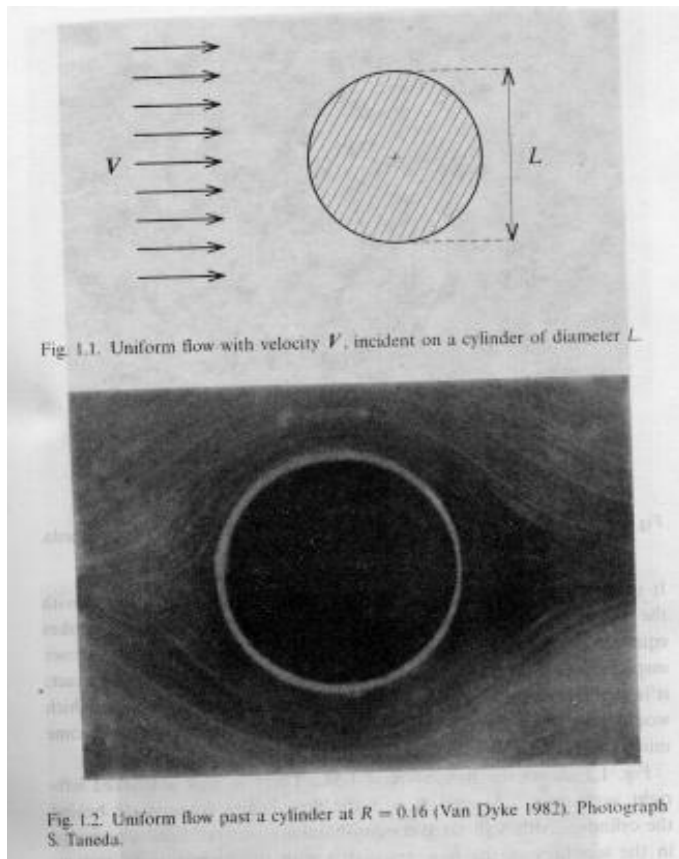 V
L
Fig. 1.1. Uniform flow with velocity V, incident on a cylinder of diameter L
Fig. 1.2. Uniform flow past a cylinder at R = 0.16 (Van Dyke 1982). Photograph
S. Taneda.